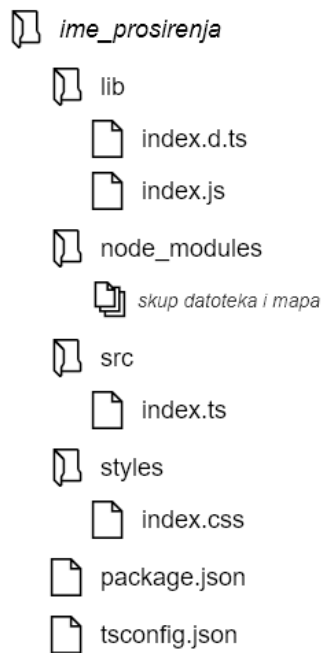 ime_prosirenja
lib
index.d.ts
index.js
node_modules
skup datoteka i mapa
src
index.ts
styles
index.css
package.json
tsconfig.json